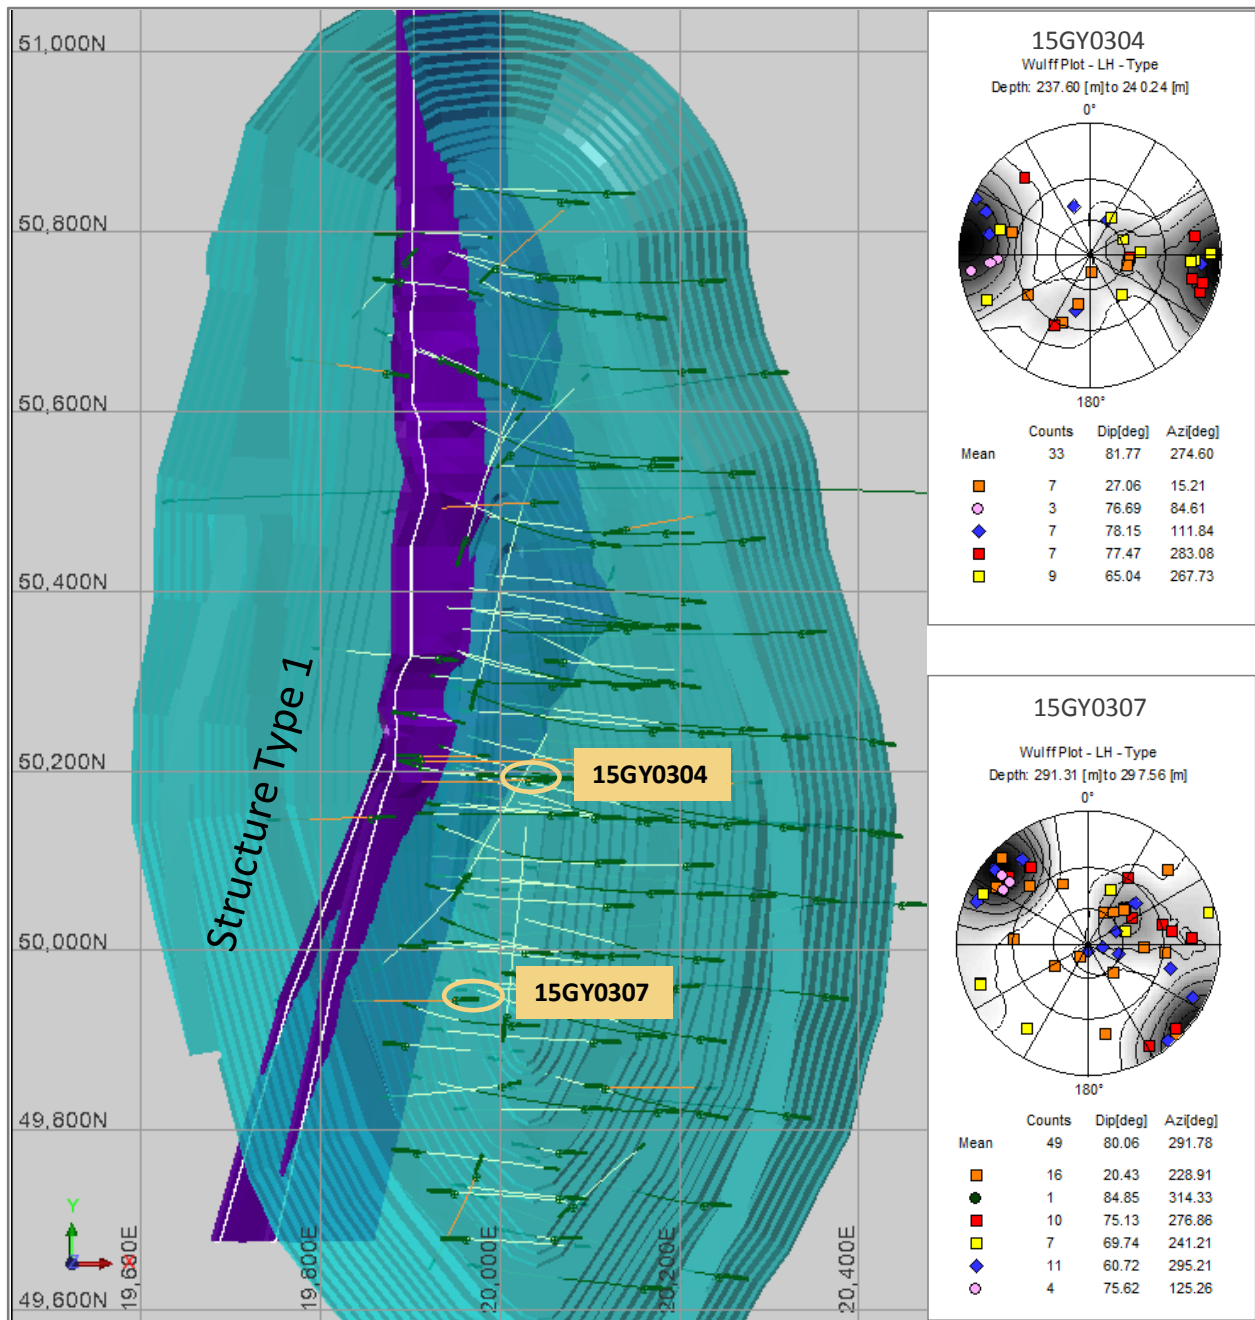 51,000N
50,800N
50,600N
50,400N
50,200N
50,000N
49,800N
49,600N
19,600E
19,800E
20,000E
20,200E
20,400E
Structure Type 1
15GY0304
15GY0307
Y
X
15GY0304
Wulff Plot - LH - Type
Depth: 237.60 [m]to 240.24 [m]
0°
180°
Counts Dip[deg] Azi[deg]
Mean 33 81.77 274.60
7 27.06 15.21
3 76.69 84.61
7 78.15 111.84
7 77.47 283.08
9 65.04 267.73
15GY0307
Wulff Plot - LH - Type
Depth: 291.31 [m]to 297.56 [m]
0°
180°
Counts Dip[deg] Azi[deg]
Mean 49 80.06 291.78
16 20.43 228.91
1 84.85 314.33
10 75.13 276.86
7 69.74 241.21
11 60.72 295.21
4 75.62 125.26